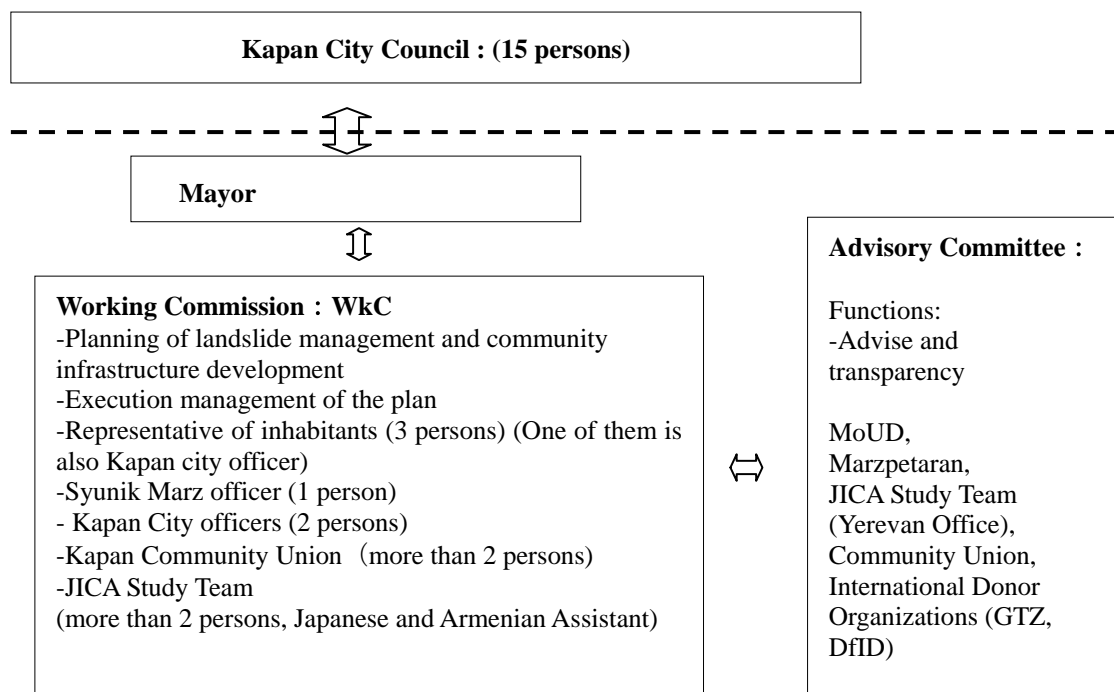 Kapan City Council : (15 persons)
Mayor
Working Commission：WkC
-Planning of landslide management and community
infrastructure development
-Execution management of the plan
-Representative of inhabitants (3 persons) (One of them is
also Kapan city officer)
-Syunik Marz officer (1 person)
- Kapan City officers (2 persons)
-Kapan Community Union（more than 2 persons)
-JICA Study Team
(more than 2 persons, Japanese and Armenian Assistant)
Advisory Committee：
Functions:
-Advise and
transparency
MoUD,
Marzpetaran,
JICA Study Team
(Yerevan Office),
Community Union,
International Donor
Organizations (GTZ,
DfID)